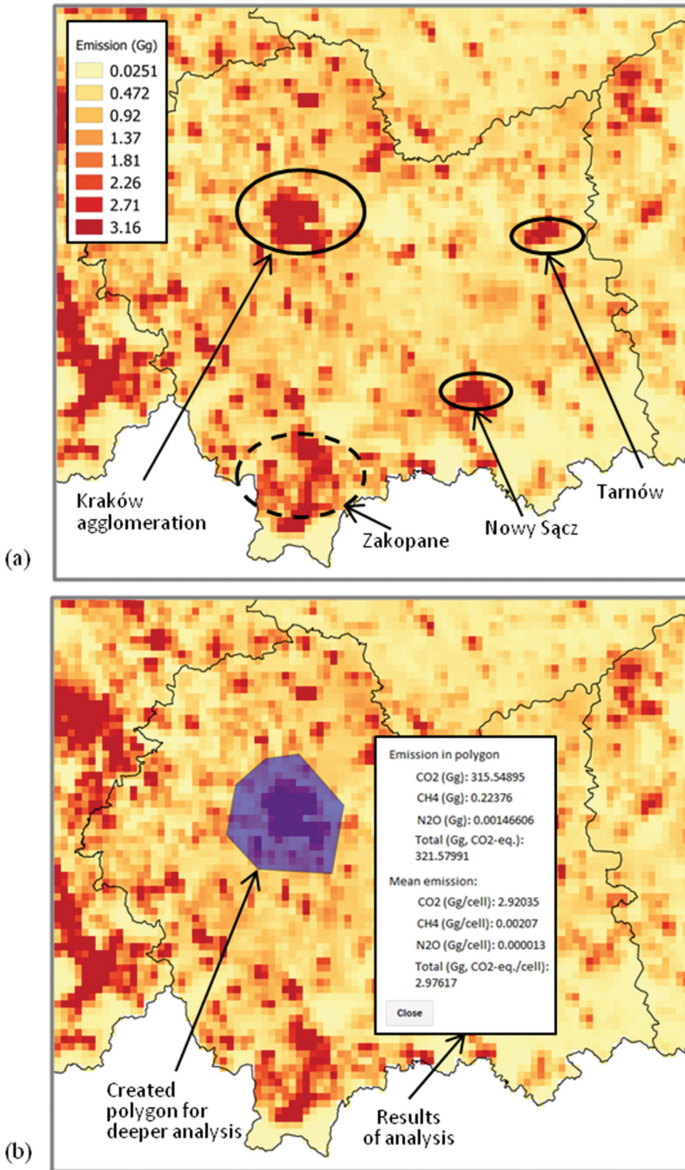 (a)
Emission (Gg)
0.0251
0.472
0.92
1.37
1.81
2.26
2.71
3.16
Kraków
agglomeration
Zakopane
Nowy Sącz
Tarnów
(b)
Emission in polygon
CO2 (Gg): 315.54895
CH4 (Gg): 0.22376
N2O (Gg): 0.00146606
Total (Gg, CO2-eq.):
321.57991
Mean emission:
CO2 (Gg/cell): 2.92035
CH4 (Gg/cell): 0.00207
N2O (Gg/cell): 0.000013
Total (Gg, CO2-eq./cell):
2.97617
Close
Created
polygon for
deeper analysis
Results
of analysis